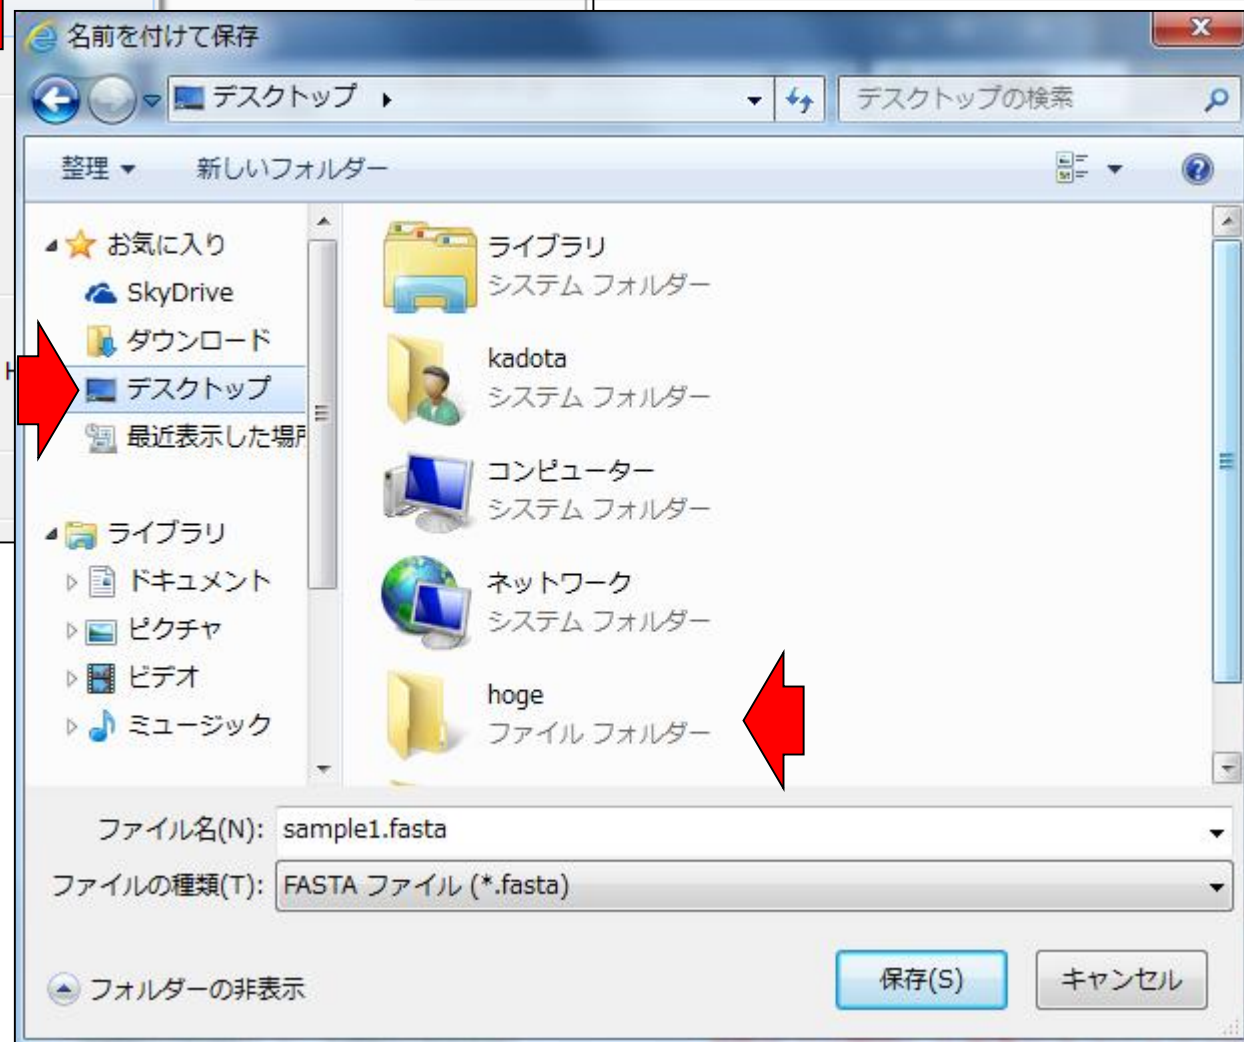 名前を付けて保存
デスクトップ
デスクトップの検索
整理
新しいフォルダー
お気に入り
SkyDrive
ダウンロード
デスクトップ
最近表示した場所
ライブラリ
ドキュメント
ピクチャ
ビデオ
ミュージック
ライブラリ
システム フォルダー
kadota
システム フォルダー
コンピューター
システム フォルダー
ネットワーク
システム フォルダー
hoge
ファイル フォルダー
ファイル名(N): sample1.fasta
ファイルの種類(T): FASTA ファイル (*.fasta)
フォルダーの非表示
保存(S)
キャンセル